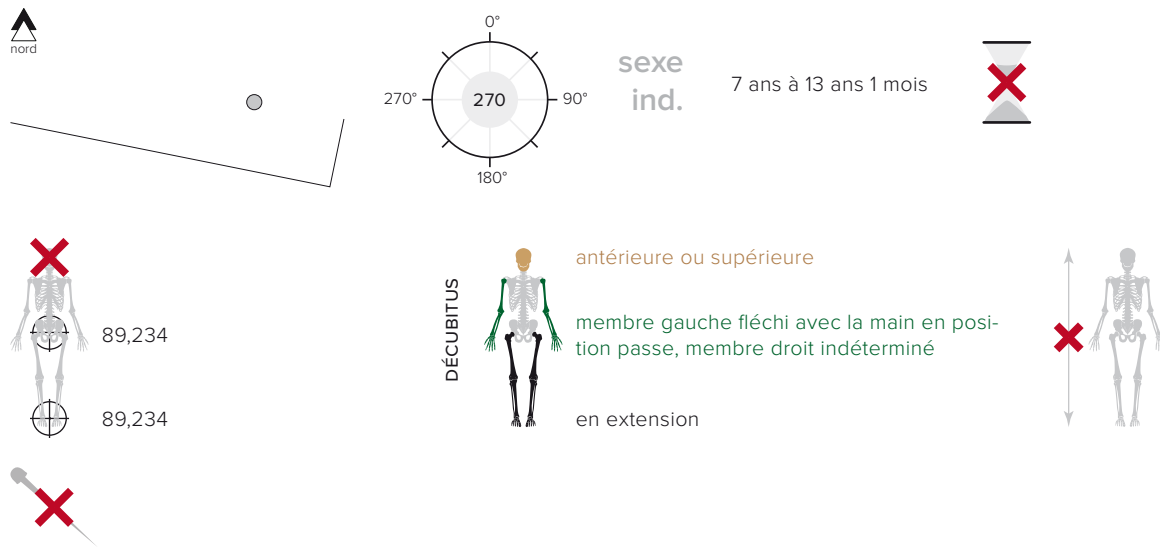 nord
0°
270°
270
90°
180°
sexe
ind.
7 ans à 13 ans 1 mois
89,234
89,234
DÉCUBITUS
antérieure ou supérieure
membre gauche fléchi avec la main en posi-
tion passe, membre droit indéterminé
en extension